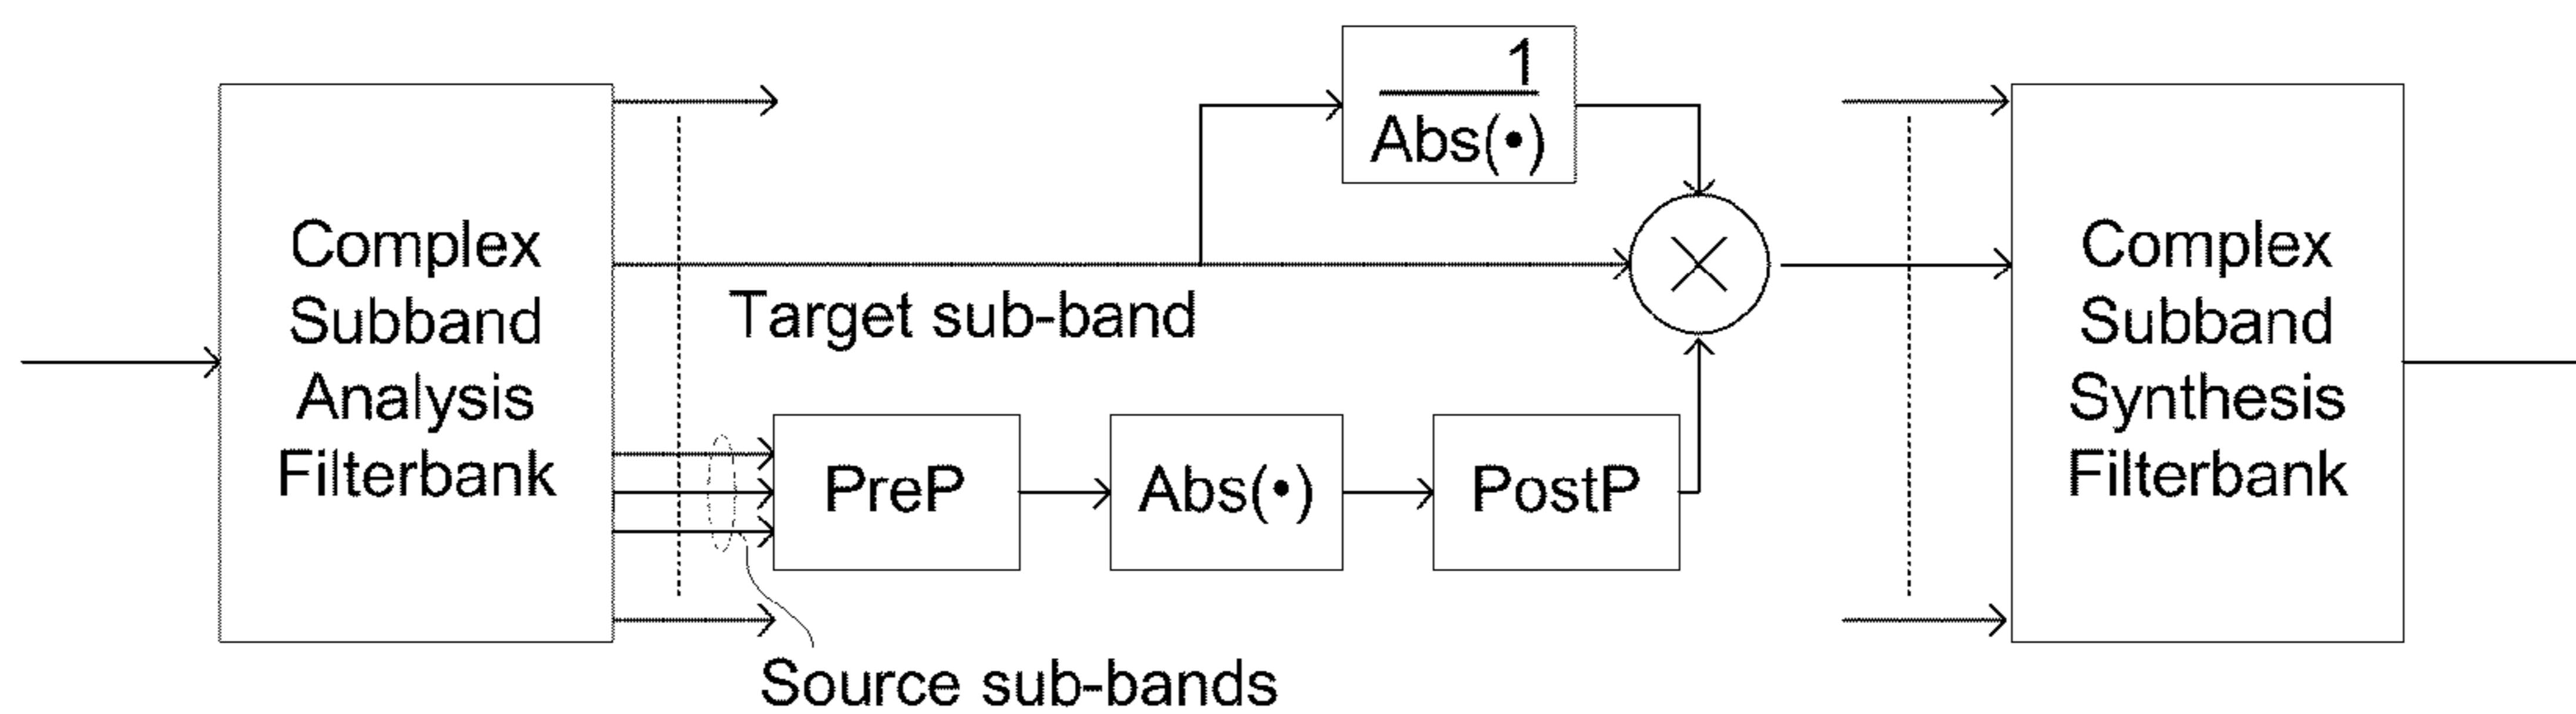 Complex
Subband
Analysis
Filterbank
1
Abs(•)
Target sub-band
PreP
Abs(•)
PostP
Source sub-bands
Complex
Subband
Synthesis
Filterbank